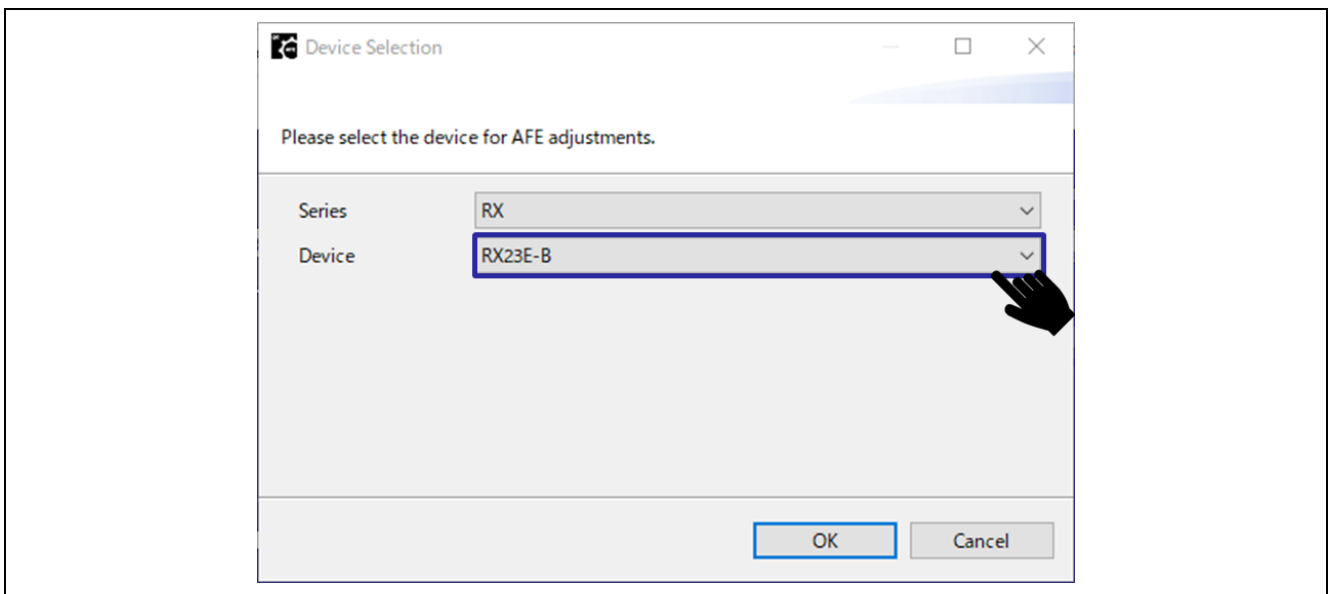 Device Selection
Please select the device for AFE adjustments.
Series RX
Device RX23E-B
OK Cancel